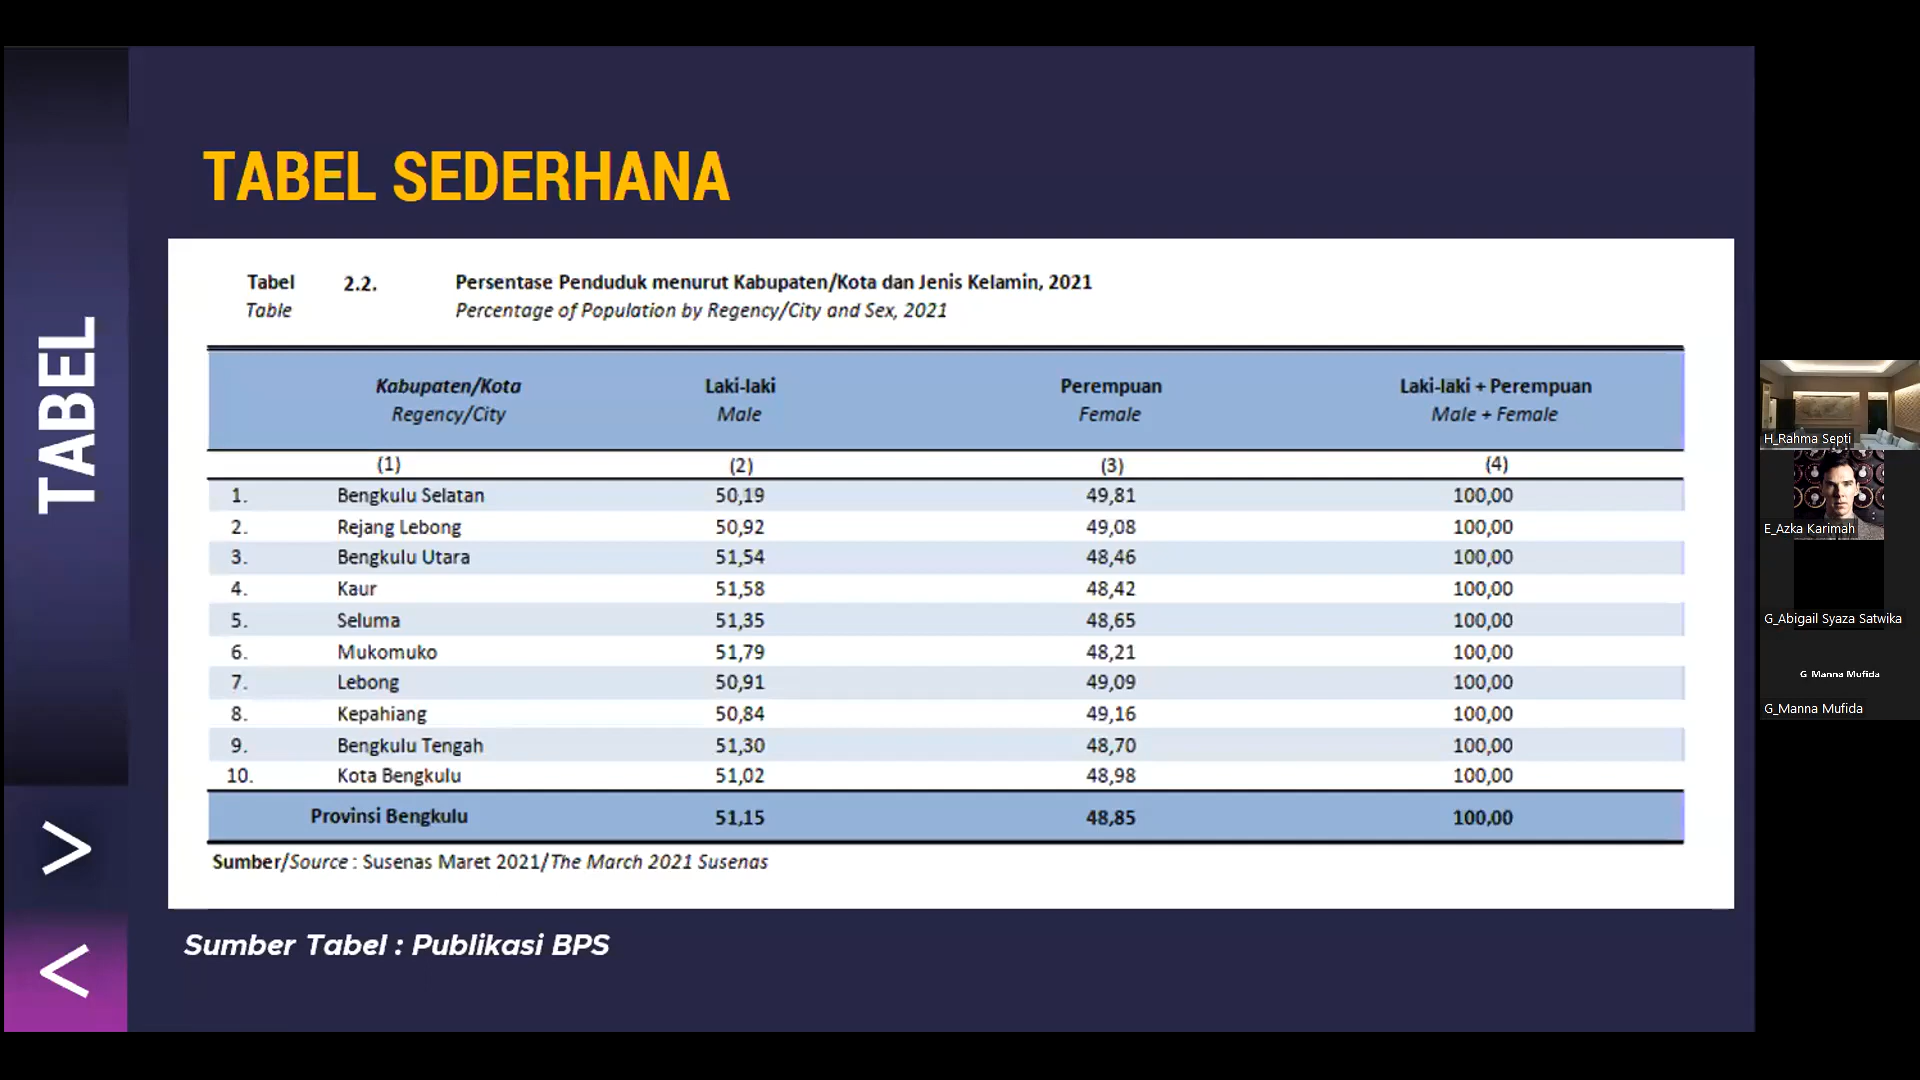 TABEL
TABEL SEDERHANA
Tabel 2.2. Persentase Penduduk menurut Kabupaten/Kota dan Jenis Kelamin, 2021
Table Percentage of Population by Regency/City and Sex, 2021
Kabupaten/Kota Laki-laki Perempuan Laki-laki + Perempuan
Regency/City Male Female Male + Female
(1) (2) (3) (4)
1. Bengkulu Selatan 50,19 49,81 100,00
2. Rejang Lebong 50,92 49,08 100,00
3. Bengkulu Utara 51,54 48,46 100,00
4. Kaur 51,58 48,42 100,00
5. Seluma 51,35 48,65 100,00
6. Mukomuko 51,79 48,21 100,00
7. Lebong 50,91 49,09 100,00
8. Kepahiang 50,84 49,16 100,00
9. Bengkulu Tengah 51,30 48,70 100,00
10. Kota Bengkulu 51,02 48,98 100,00
Provinsi Bengkulu 51,15 48,85 100,00
Sumber/Source : Susenas Maret 2021/The March 2021 Susenas
Sumber Tabel : Publikasi BPS
H_Rahma Septi
E_Azka Karimah
G_Abigail Syaza Satwika
G_Manna Mufida
G_Manna Mufida